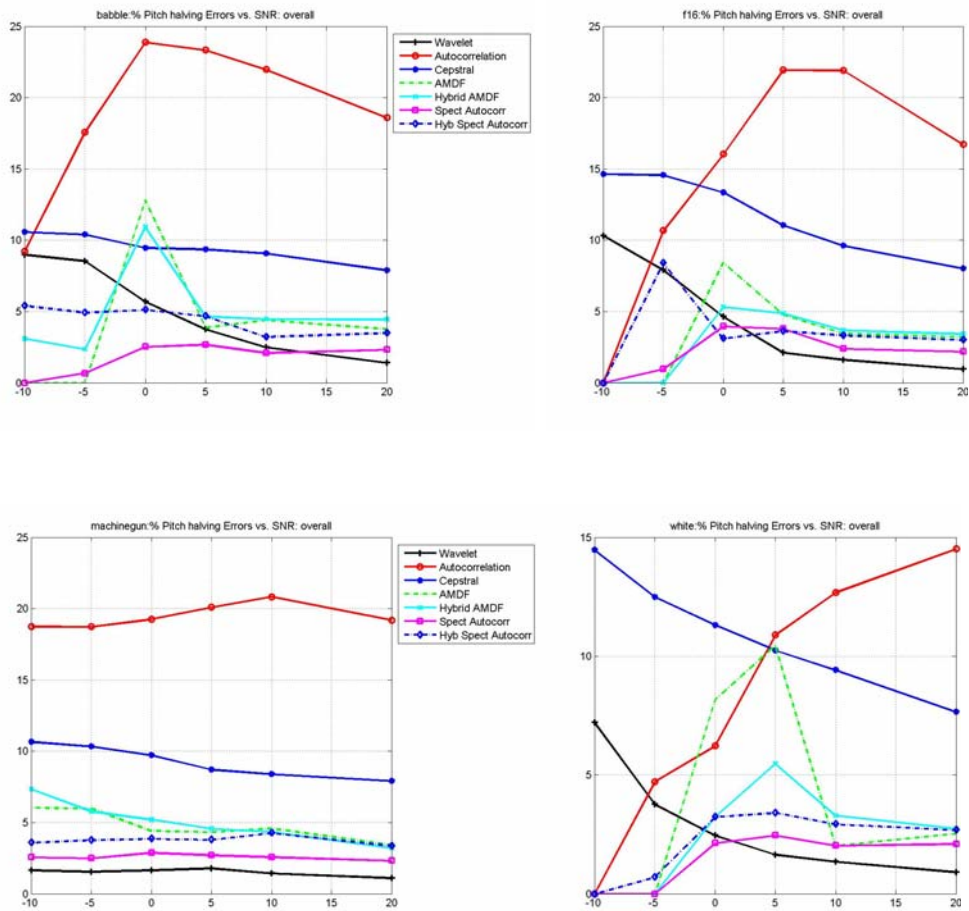 babble:% Pitch halving Errors vs. SNR: overall
25
20
15
10
5
0
-10
-5
0
5
10
15
20
Wavelet
Autocorrelation
Cepstral
AMDF
Hybrid AMDF
Spect Autocorr
Hyb Spect Autocorr
f16:% Pitch halving Errors vs. SNR: overall
25
20
15
10
5
0
-10
-5
0
5
10
15
20
machinegun:% Pitch halving Errors vs. SNR: overall
25
20
15
10
5
0
-10
-5
0
5
10
15
20
Wavelet
Autocorrelation
Cepstral
AMDF
Hybrid AMDF
Spect Autocorr
Hyb Spect Autocorr
white:% Pitch halving Errors vs. SNR: overall
15
10
5
0
-10
-5
0
5
10
15
20